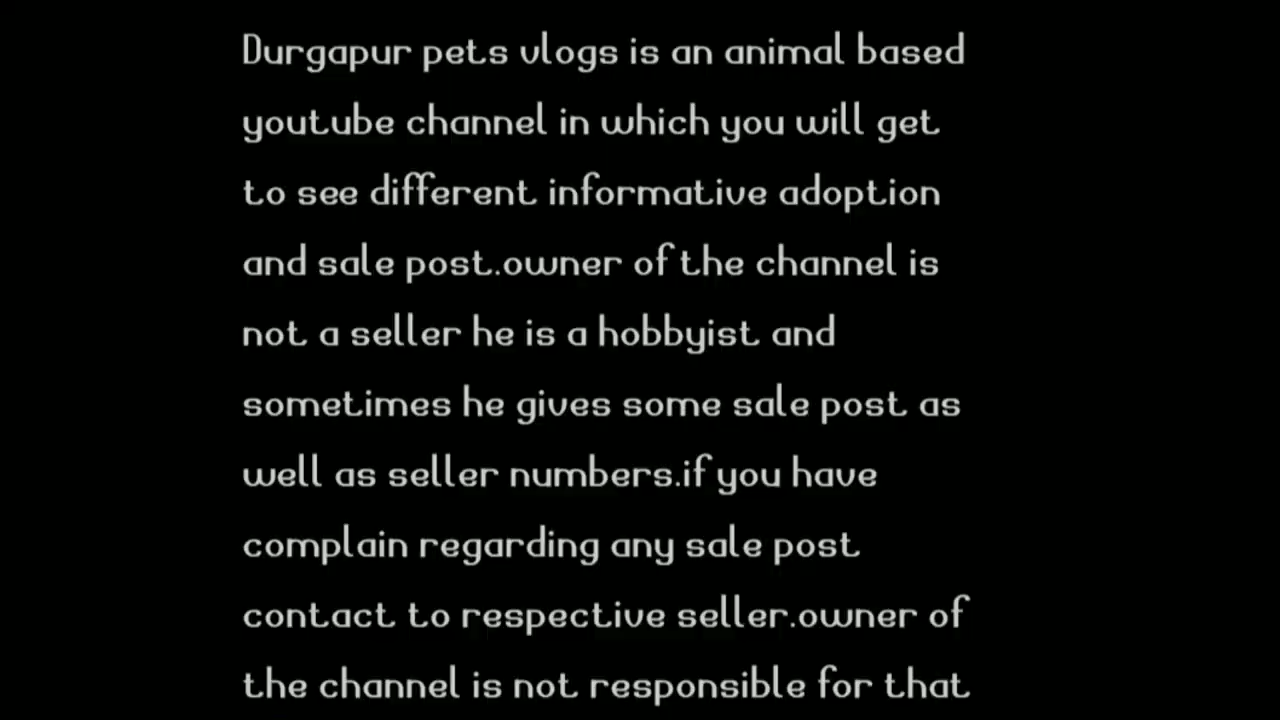 Durgapur pets vlogs is an animal based
youtube channel in which you will get
to see different informative adoption
and sale post.owner of the channel is
not a seller he is a hobbyist and
sometimes he gives some sale post as
well as seller numbers.if you have
complain regarding any sale post
contact to respective seller.owner of
the channel is not responsible for that